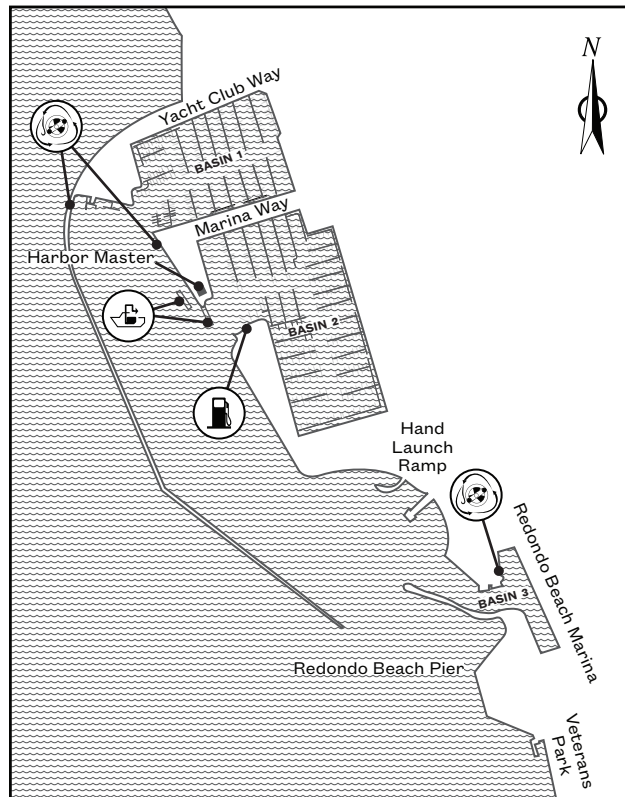 N
Yacht Club Way
BASIN 1
Marina Way
Harbor Master
BASIN 2
Hand
Launch
Ramp
Redondo Beach Marina
BASIN 3
Redondo Beach Pier
Veterans
Park